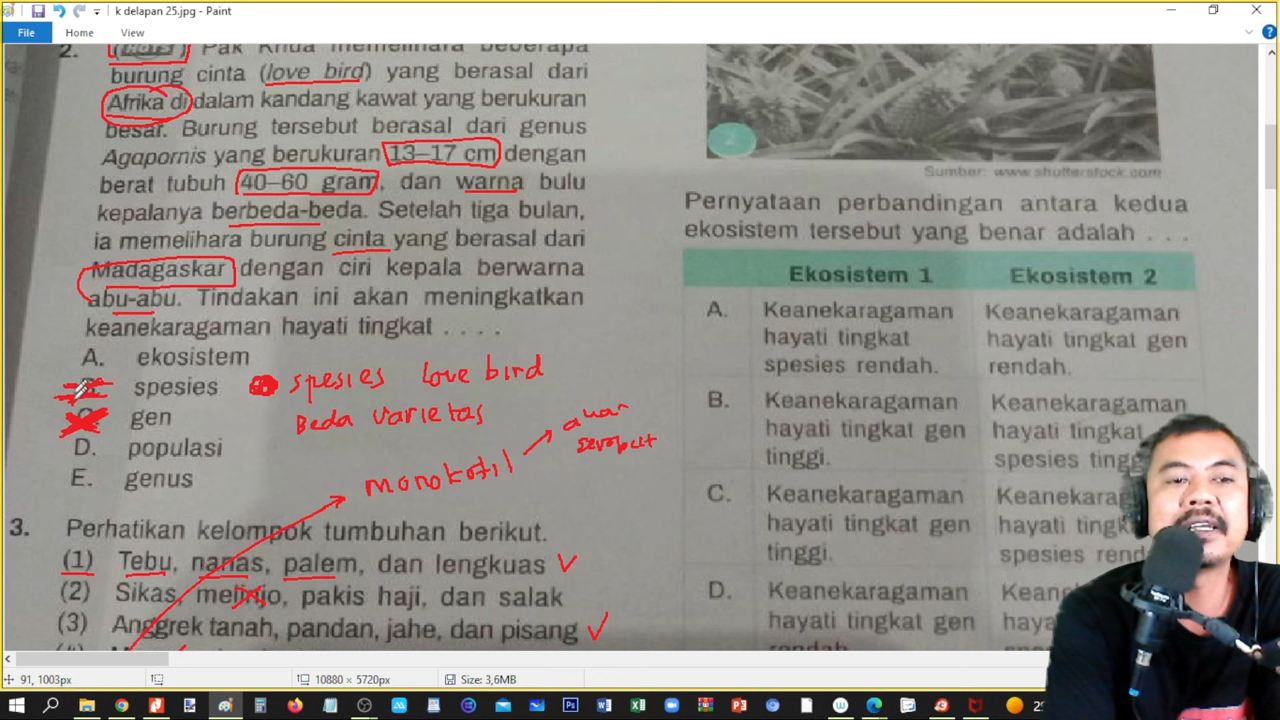 k delapan 25.jpg - Paint
File
Home
View
2. (HOTS) Pak Khda memelihara beberapa
burung cinta (love bird) yang berasal dari
Afrika di dalam kandang kawat yang berukuran
besar. Burung tersebut berasal dari genus
Agapornis yang berukuran 13–17 cm dengan
berat tubuh 40–60 gram, dan warna bulu
kepalanya berbeda-beda. Setelah tiga bulan,
ia memelihara burung cinta yang berasal dari
Madagaskar dengan ciri kepala berwarna
abu-abu. Tindakan ini akan meningkatkan
keanekaragaman hayati tingkat . . . .
A. ekosistem
spesies
gen
D. populasi
E. genus
spesies love bird
Beda varietas
monokotil
akar
serabut
3. Perhatikan kelompok tumbuhan berikut.
(1) Tebu, nanas, palem, dan lengkuas
(2) Sikas, melinjo, pakis haji, dan salak
(3) Anggrek tanah, pandan, jahe, dan pisang
2
Sumber: www.shutterstock.com
Pernyataan perbandingan antara kedua
ekosistem tersebut yang benar adalah . . .
Ekosistem 1 Ekosistem 2
A. Keanekaragaman hayati tingkat spesies rendah.
Keanekaragaman hayati tingkat gen rendah.
B. Keanekaragaman hayati tingkat gen tinggi.
Keanekaragaman hayati tingkat spesies
C. Keanekaragaman hayati tingkat gen tinggi.
hayati
spesies
D. Keanekaragaman hayati tingkat gen rendah.
91, 1003px
10880 × 5720px
Size: 3,6MB